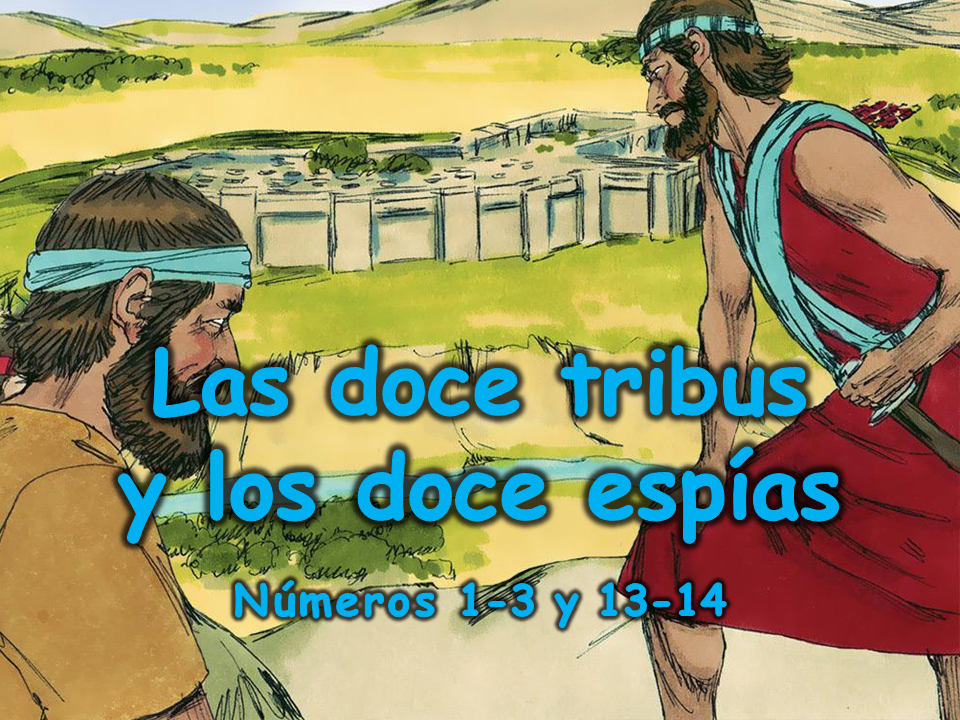 Las doce tribus
y los doce espías
Números 1-3 y 13-14